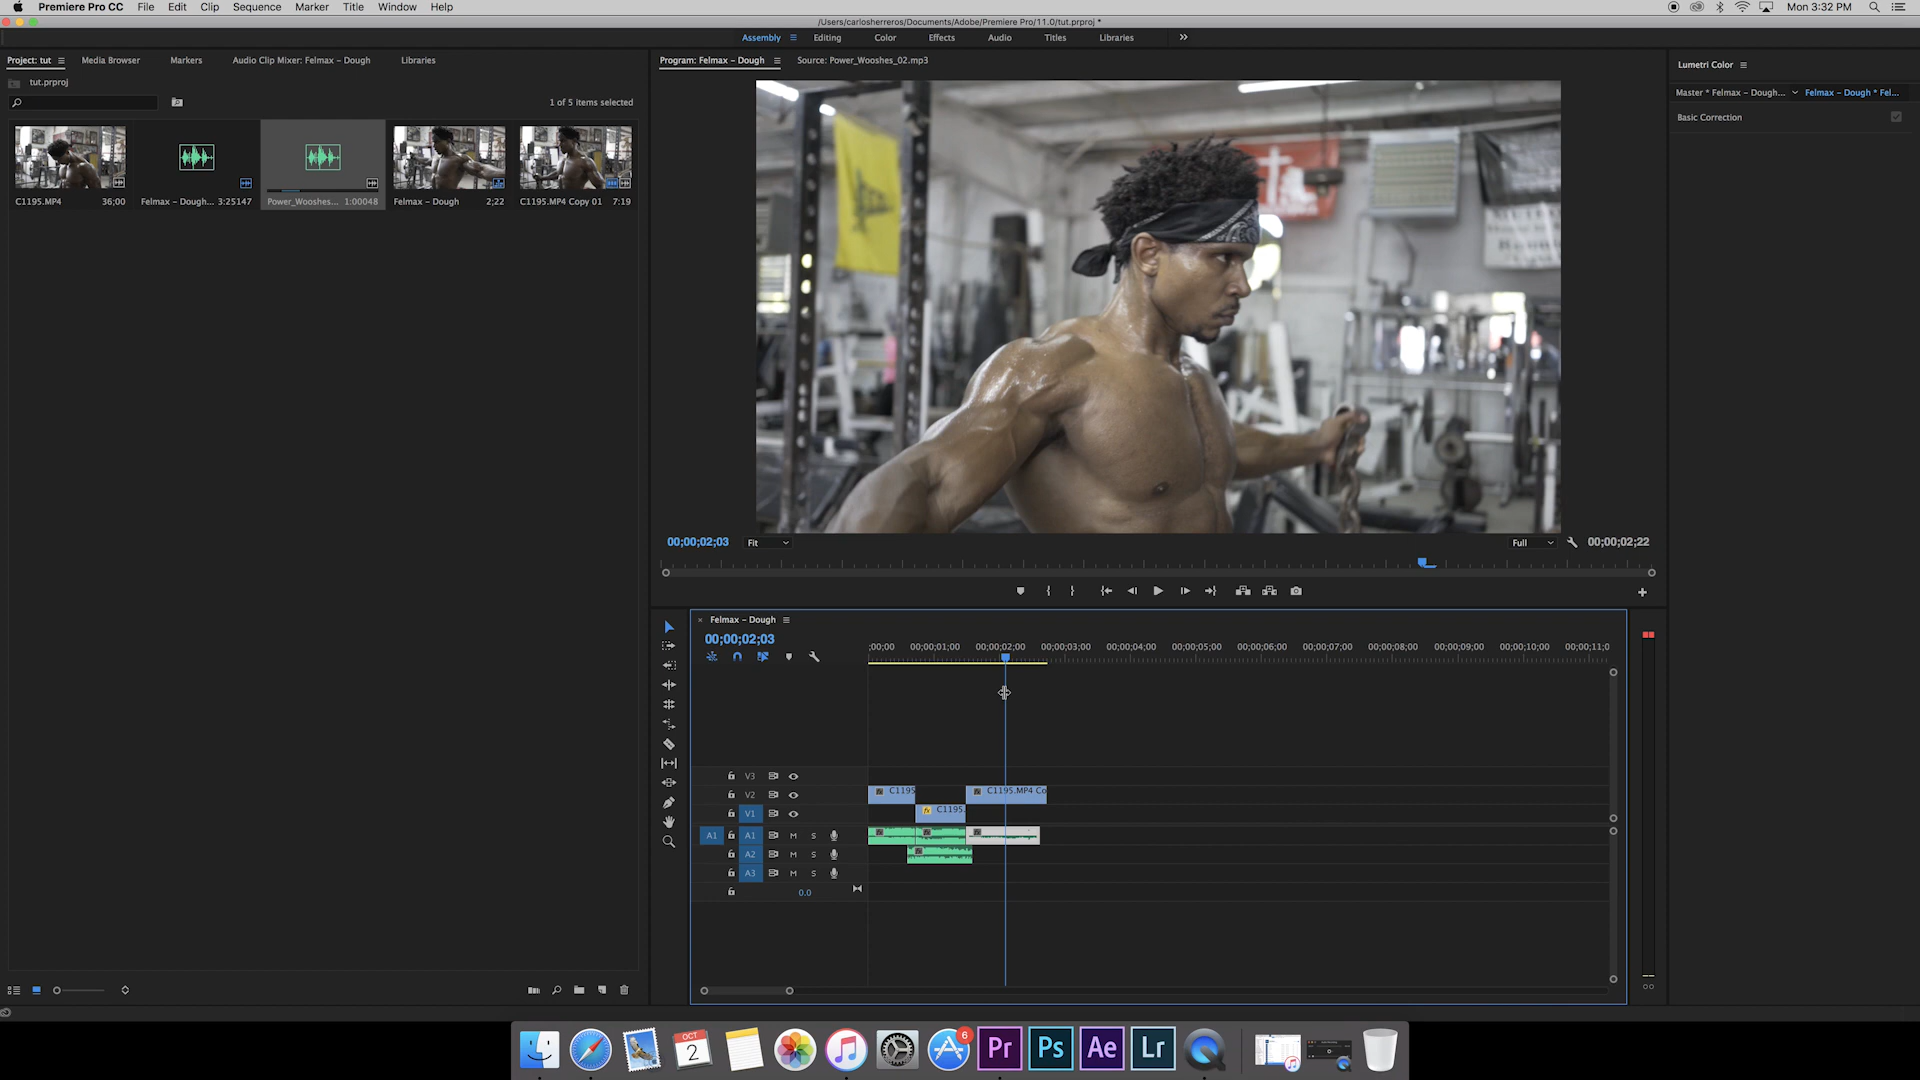 Premiere Pro CC File Edit Clip Sequence Marker Title Window Help Mon 3:32 PM
/Users/carlosherreros/Documents/Adobe/Premiere Pro/11.0/tut.prproj *
Assembly Editing Color Effects Audio Titles Libraries
Project: tut Media Browser Markers Audio Clip Mixer: Felmax – Dough Libraries
tut.prproj
1 of 5 items selected
C1195.MP4 36;00
Felmax – Dough... 3:25147
Power_Wooshes... 1:00048
Felmax – Dough 2;22
C1195.MP4 Copy 01 7:19
Program: Felmax – Dough Source: Power_Wooshes_02.mp3
00;00;02;03 Fit Full 00;00;02;22
Lumetri Color
Master * Felmax – Dough... Felmax – Dough * Fel...
Basic Correction
Felmax – Dough
00;00;02;03
;00;00 00;00;01;00 00;00;02;00 00;00;03;00 00;00;04;00 00;00;05;00 00;00;06;00 00;00;07;00 00;00;08;00 00;00;09;00 00;00;10;00 00;00;11;0
V3
V2 C1195 C1195.MP4 Co
V1 C1195.
A1 A1 M S
A2 M S
A3 M S
0.0
OCT
2
6
Pr Ps Ae Lr